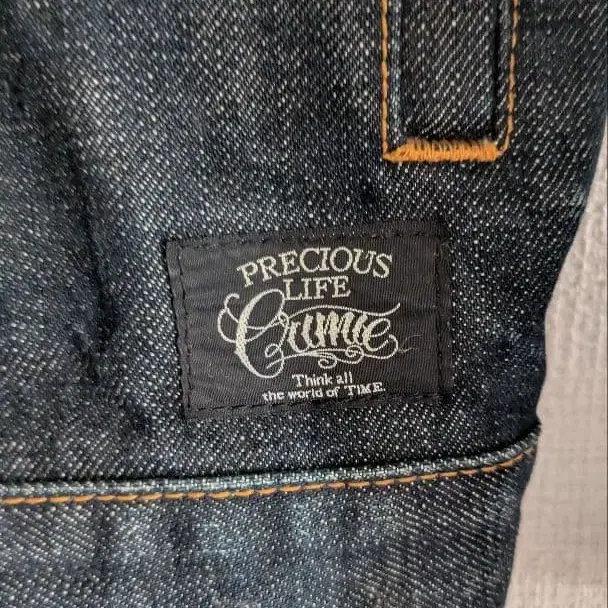 PRECIOUS
LIFE
Crimie
Think all
the world of TIME.